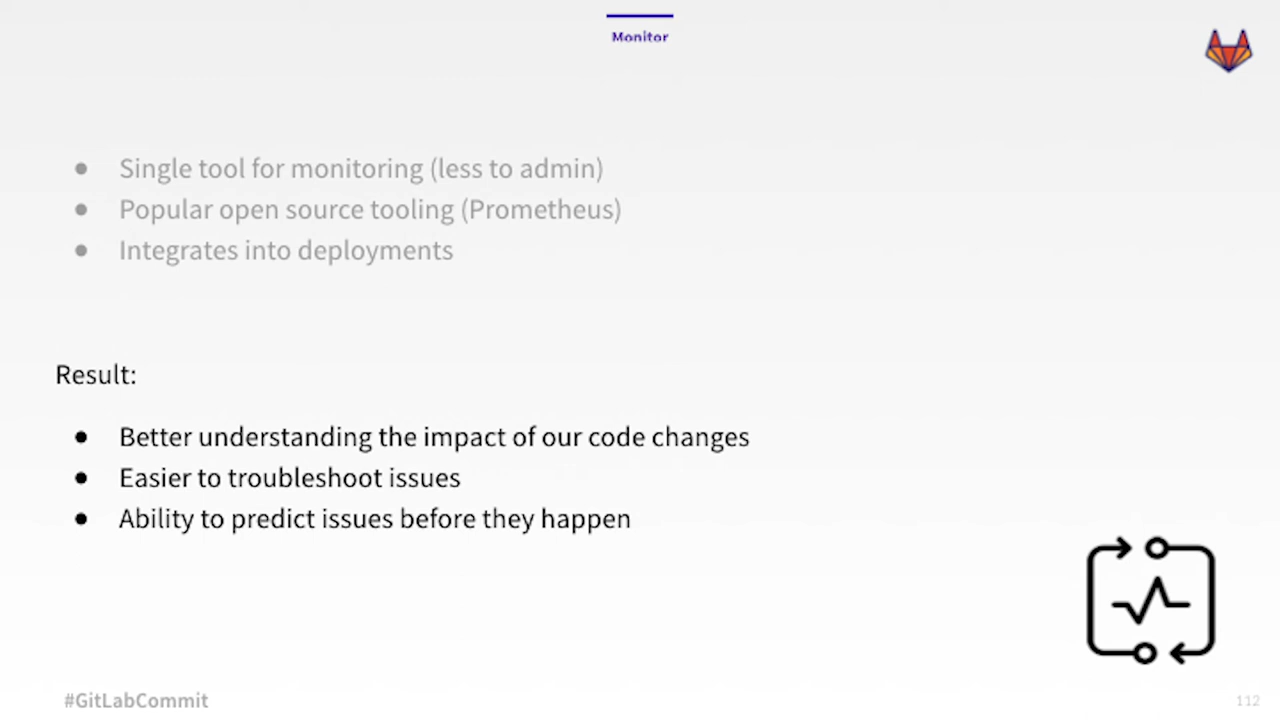 Monitor
● Single tool for monitoring (less to admin)
● Popular open source tooling (Prometheus)
● Integrates into deployments
Result:
● Better understanding the impact of our code changes
● Easier to troubleshoot issues
● Ability to predict issues before they happen
#GitLabCommit
112